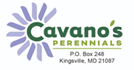 Cavano's
PERENNIALS
P.O. Box 248
Kingsville, MD 21087